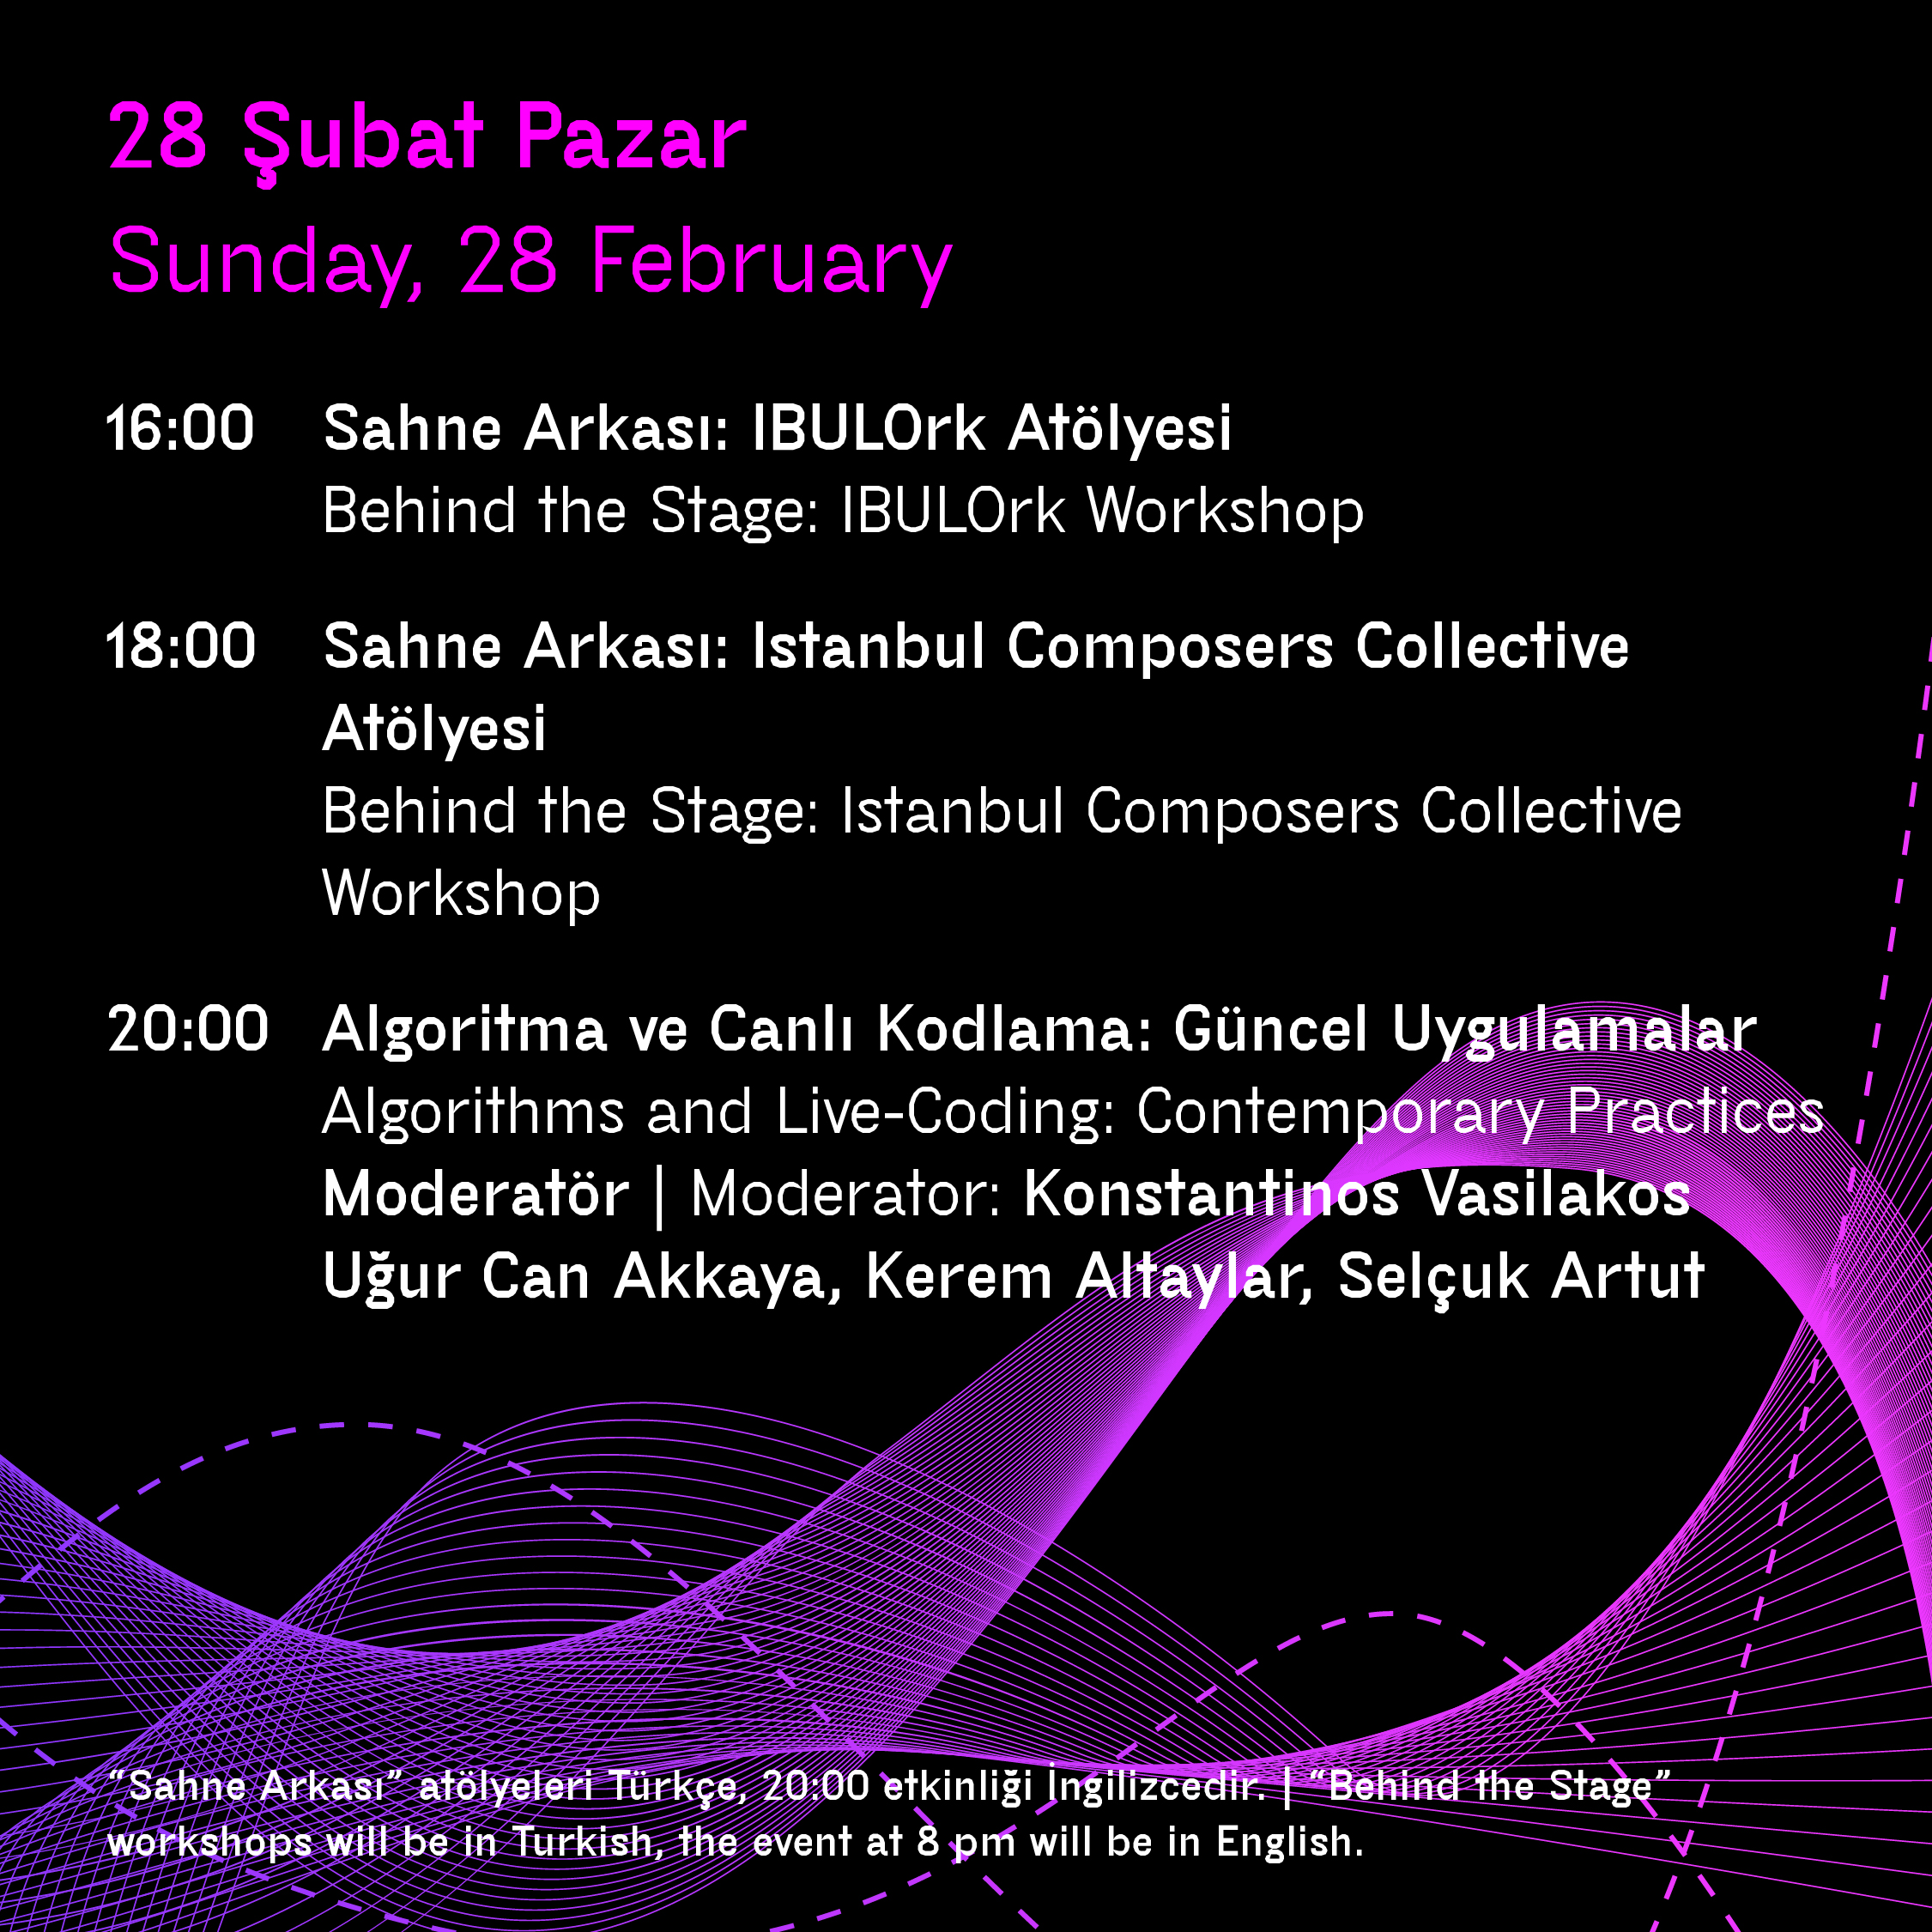 28 Şubat Pazar
Sunday, 28 February
16:00 Sahne Arkası: IBULOrk Atölyesi
Behind the Stage: IBULOrk Workshop
18:00 Sahne Arkası: Istanbul Composers Collective
Atölyesi
Behind the Stage: Istanbul Composers Collective
Workshop
20:00 Algoritma ve Canlı Kodlama: Güncel Uygulamalar
Algorithms and Live-Coding: Contemporary Practices
Moderatör | Moderator: Konstantinos Vasilakos
Uğur Can Akkaya, Kerem Altaylar, Selçuk Artut
“Sahne Arkası” atölyeleri Türkçe, 20:00 etkinliği İngilizcedir. | “Behind the Stage”
workshops will be in Turkish, the event at 8 pm will be in English.